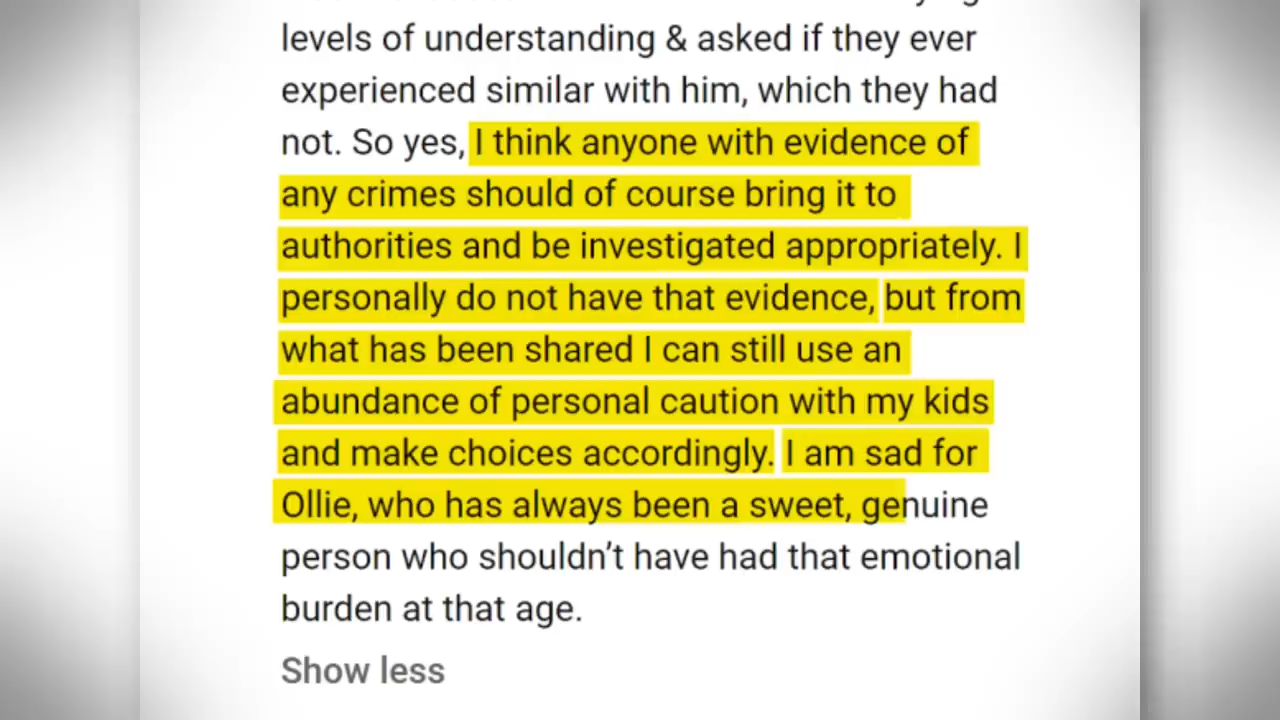 levels of understanding & asked if they ever
experienced similar with him, which they had
not. So yes, I think anyone with evidence of
any crimes should of course bring it to
authorities and be investigated appropriately. I
personally do not have that evidence, but from
what has been shared I can still use an
abundance of personal caution with my kids
and make choices accordingly. I am sad for
Ollie, who has always been a sweet, genuine
person who shouldn’t have had that emotional
burden at that age.
Show less